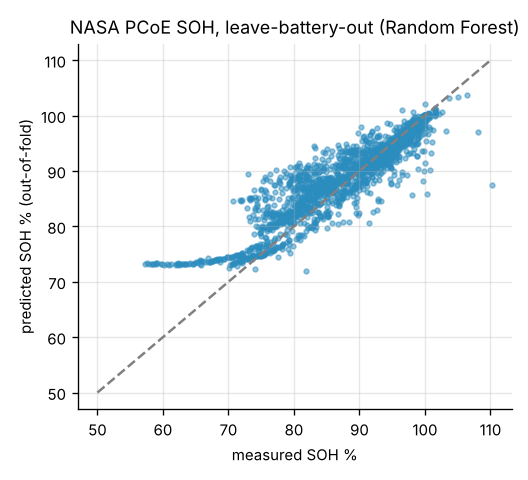 NASA PCoE SOH, leave-battery-out (Random Forest)
predicted SOH % (out-of-fold)
110
100
90
80
70
60
50
50 60 70 80 90 100 110
measured SOH %